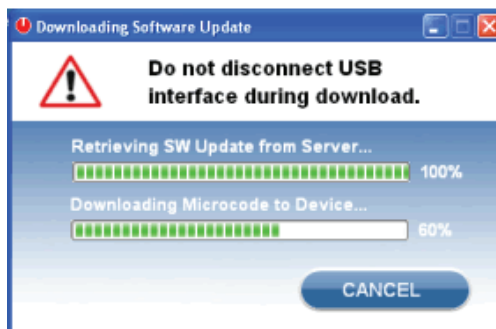 Downloading Software Update
Do not disconnect USB
interface during download.
Retrieving SW Update from Server...
100%
Downloading Microcode to Device...
60%
CANCEL